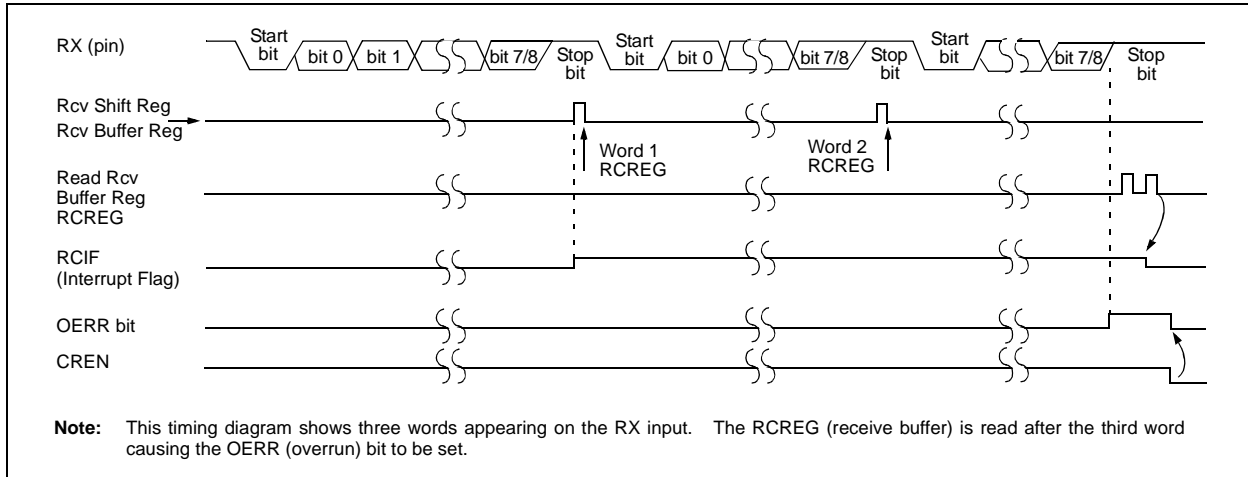 RX (pin)
Start
bit
bit 0
bit 1
bit 7/8
Stop
bit
Start
bit
bit 0
bit 7/8
Stop
bit
Start
bit
bit 7/8
Stop
bit
Rcv Shift Reg
Rcv Buffer Reg
Word 1
RCREG
Word 2
RCREG
Read Rcv
Buffer Reg
RCREG
RCIF
(Interrupt Flag)
OERR bit
CREN
Note: This timing diagram shows three words appearing on the RX input. The RCREG (receive buffer) is read after the third word
causing the OERR (overrun) bit to be set.